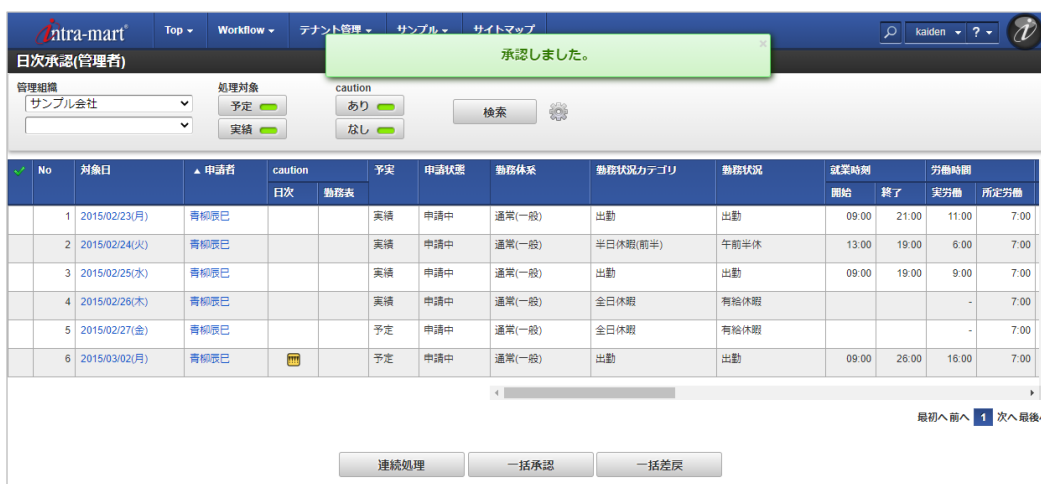 intra-mart® Top Workflow テナント管理 サンプル サイトマップ kaiden ?
承認しました。 ×
日次承認(管理者)
管理組織 処理対象 caution
サンプル会社 予定 あり 検索
実績 なし
No 対象日 ▲ 申請者 caution 予実 申請状態 勤務体系 勤務状況カテゴリ 勤務状況 就業時刻 労働時間
日次 勤務表 開始 終了 実労働 所定労働
1 2015/02/23(月) 青柳辰巳 実績 申請中 通常(一般) 出勤 出勤 09:00 21:00 11:00 7:00
2 2015/02/24(火) 青柳辰巳 実績 申請中 通常(一般) 半日休暇(前半) 午前半休 13:00 19:00 6:00 7:00
3 2015/02/25(水) 青柳辰巳 実績 申請中 通常(一般) 出勤 出勤 09:00 19:00 9:00 7:00
4 2015/02/26(木) 青柳辰巳 実績 申請中 通常(一般) 全日休暇 有給休暇 - 7:00
5 2015/02/27(金) 青柳辰巳 予定 申請中 通常(一般) 全日休暇 有給休暇 - 7:00
6 2015/03/02(月) 青柳辰巳 予定 申請中 通常(一般) 出勤 出勤 09:00 26:00 16:00 7:00
最初へ 前へ 1 次へ 最後
連続処理 一括承認 一括差戻